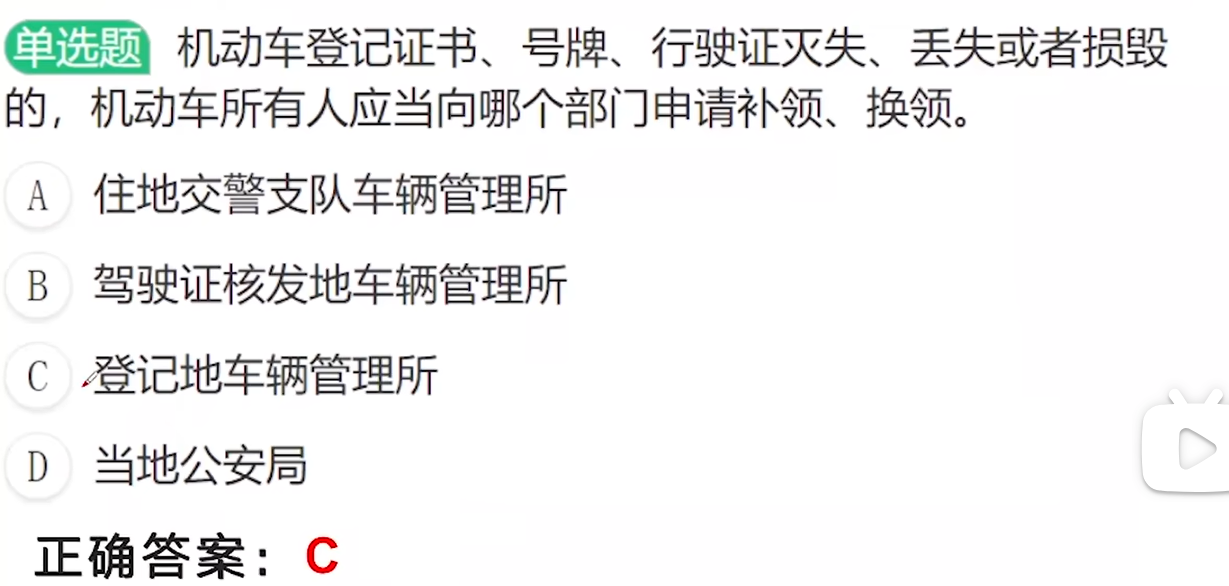 单选题 机动车登记证书、号牌、行驶证灭失、丢失或者损毁
的，机动车所有人应当向哪个部门申请补领、换领。
A 住地交警支队车辆管理所
B 驾驶证核发地车辆管理所
C 登记地车辆管理所
D 当地公安局
正确答案：C